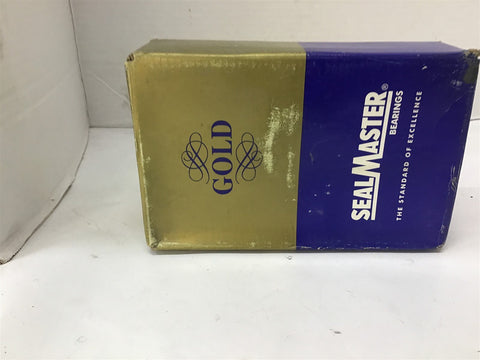 GOLD
SEALMASTER®
BEARINGS
THE STANDARD OF EXCELLENCE